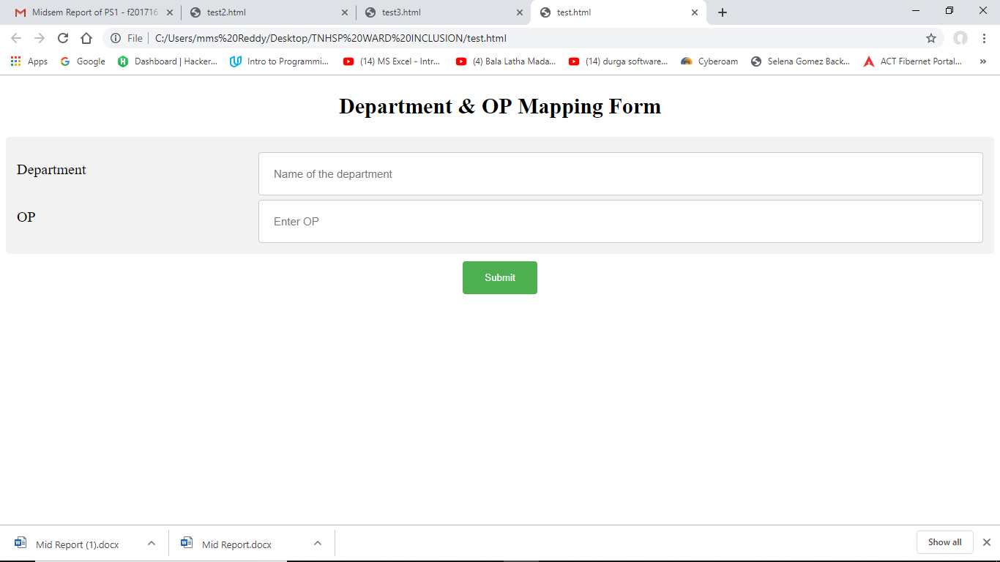 Midsem Report of PS1 - f201716
test2.html
test3.html
test.html
File
C:/Users/mms%20Reddy/Desktop/TNHSP%20WARD%20INCLUSION/test.html
Apps
Google
Dashboard | Hacker...
Intro to Programmi...
(14) MS Excel - Intr...
(4) Bala Latha Mada...
(14) durga software...
Cyberoam
Selena Gomez Back...
ACT Fibernet Portal...
Department & OP Mapping Form
Department
Name of the department
OP
Enter OP
Submit
Mid Report (1).docx
Mid Report.docx
Show all